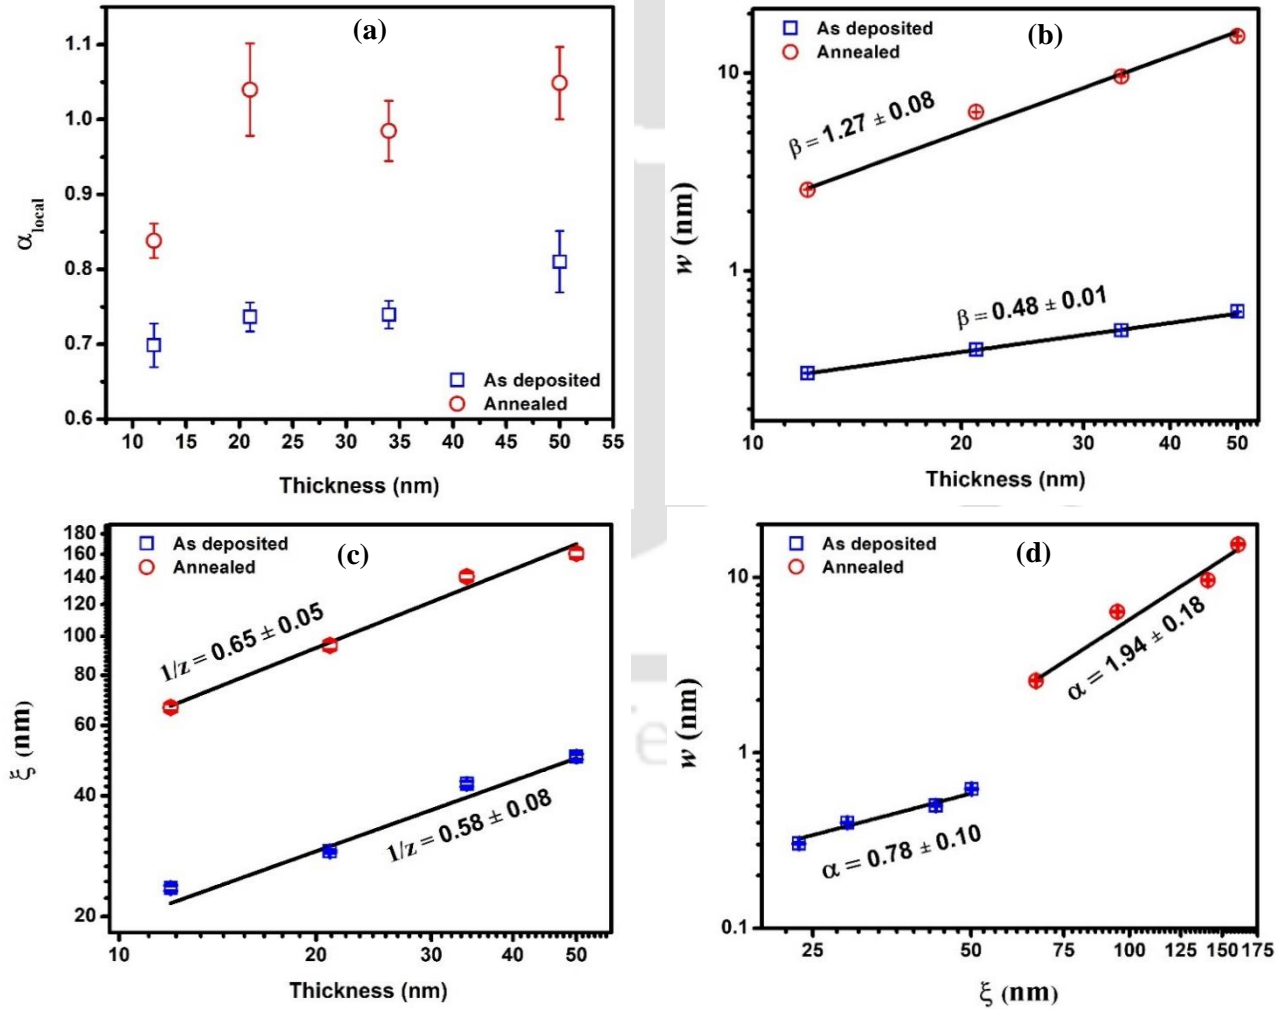 (a)
1.1
1.0
0.9
0.8
0.7
0.6
α local
As deposited
Annealed
10 15 20 25 30 35 40 45 50 55
Thickness (nm)
(b)
As deposited
Annealed
10
1
w (nm)
β = 1.27 ± 0.08
β = 0.48 ± 0.01
10 20 30 40 50
Thickness (nm)
(c)
As deposited
Annealed
180
160
140
120
100
80
60
40
20
ξ (nm)
1/z = 0.65 ± 0.05
1/z = 0.58 ± 0.08
10 20 30 40 50
Thickness (nm)
(d)
As deposited
Annealed
10
1
0.1
w (nm)
α = 1.94 ± 0.18
α = 0.78 ± 0.10
25 50 75 100 125 150 175
ξ (nm)